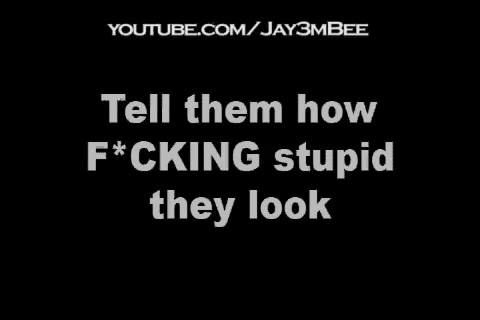 YOUTUBE.COM/JAY3MBEE
Tell them how
F*CKING stupid
they look